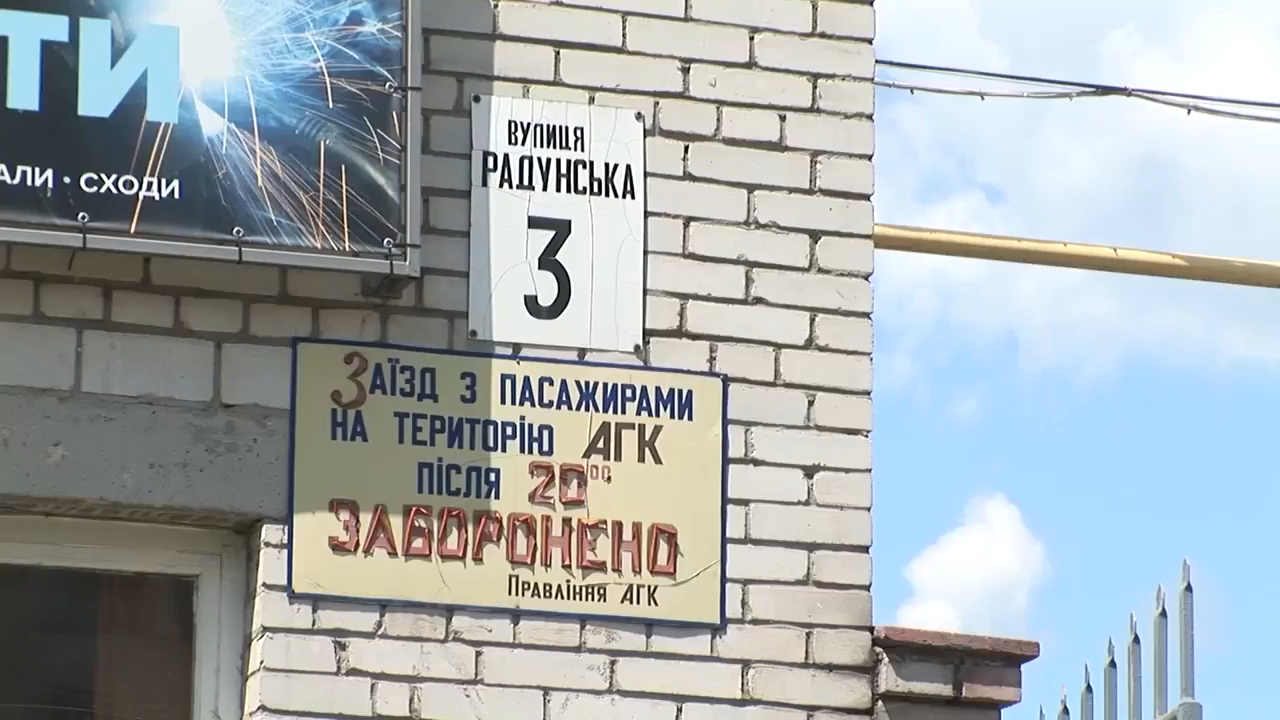 ТИ
АЛИ · СХОДИ
ВУЛИЦЯ
РАДУНСЬКА
3
ЗАЇЗД З ПАСАЖИРАМИ
НА ТЕРИТОРІЮ АГК
ПІСЛЯ 20⁰⁰
ЗАБОРОНЕНО
Правління АГК